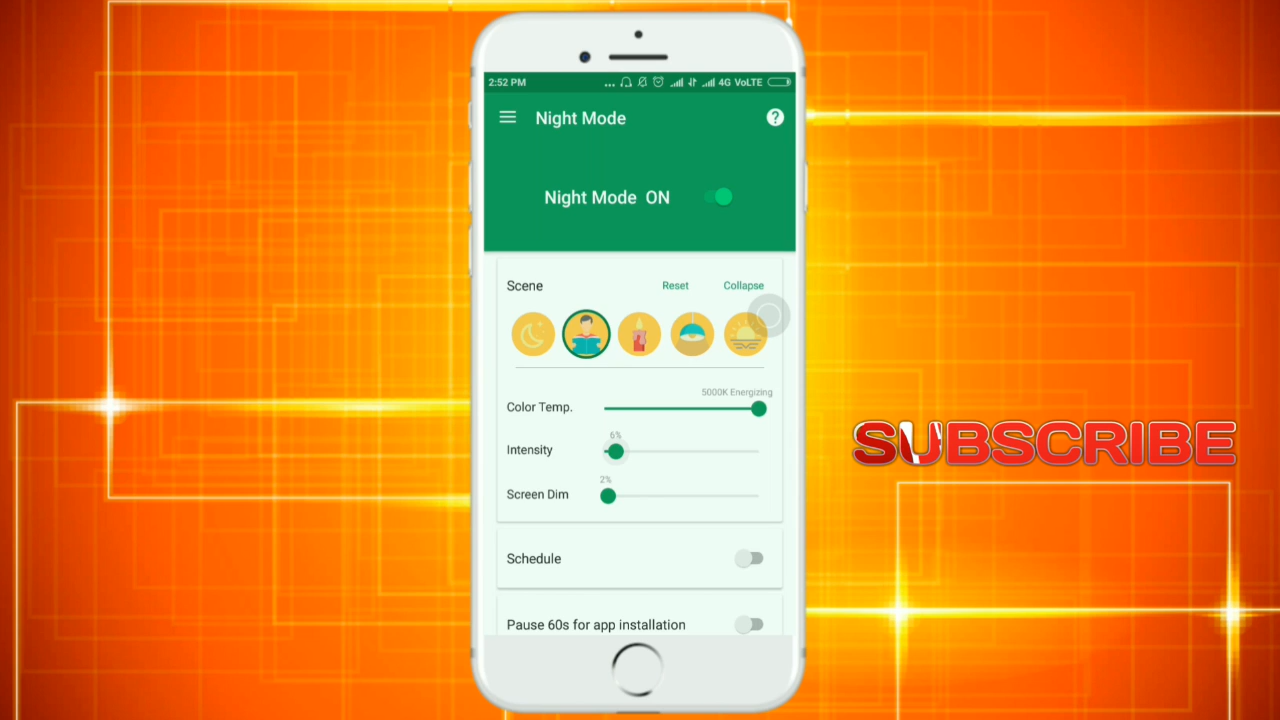 2:52 PM ... 4G VoLTE
Night Mode ?
Night Mode ON
Scene Reset Collapse
5000K Energizing
Color Temp.
6%
Intensity
2%
Screen Dim
SUBSCRIBE
Schedule
Pause 60s for app installation